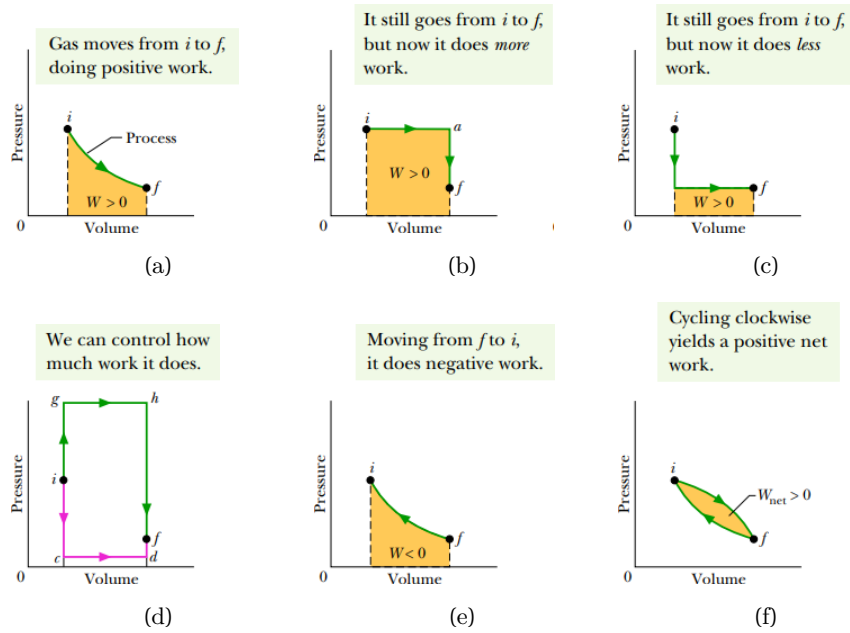 Gas moves from i to f,
doing positive work.
Pressure
i
Process
f
W > 0
0
Volume
(a)
It still goes from i to f,
but now it does more
work.
Pressure
i
a
W > 0
f
0
Volume
(b)
It still goes from i to f,
but now it does less
work.
Pressure
i
f
W > 0
0
Volume
(c)
We can control how
much work it does.
Pressure
g
h
i
f
c
d
0
Volume
(d)
Moving from f to i,
it does negative work.
Pressure
i
f
W < 0
0
Volume
(e)
Cycling clockwise
yields a positive net
work.
Pressure
i
Wnet > 0
f
0
Volume
(f)